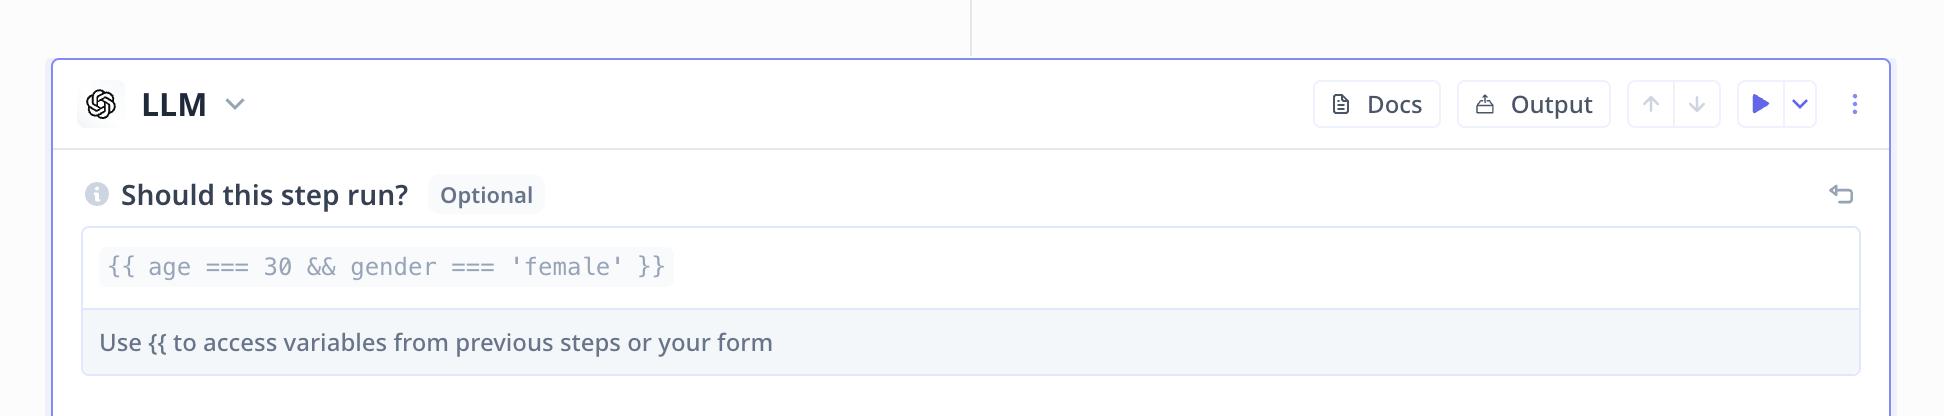 LLM
Docs
Output
Should this step run?
Optional
{{ age === 30 && gender === 'female' }}
Use {{ to access variables from previous steps or your form